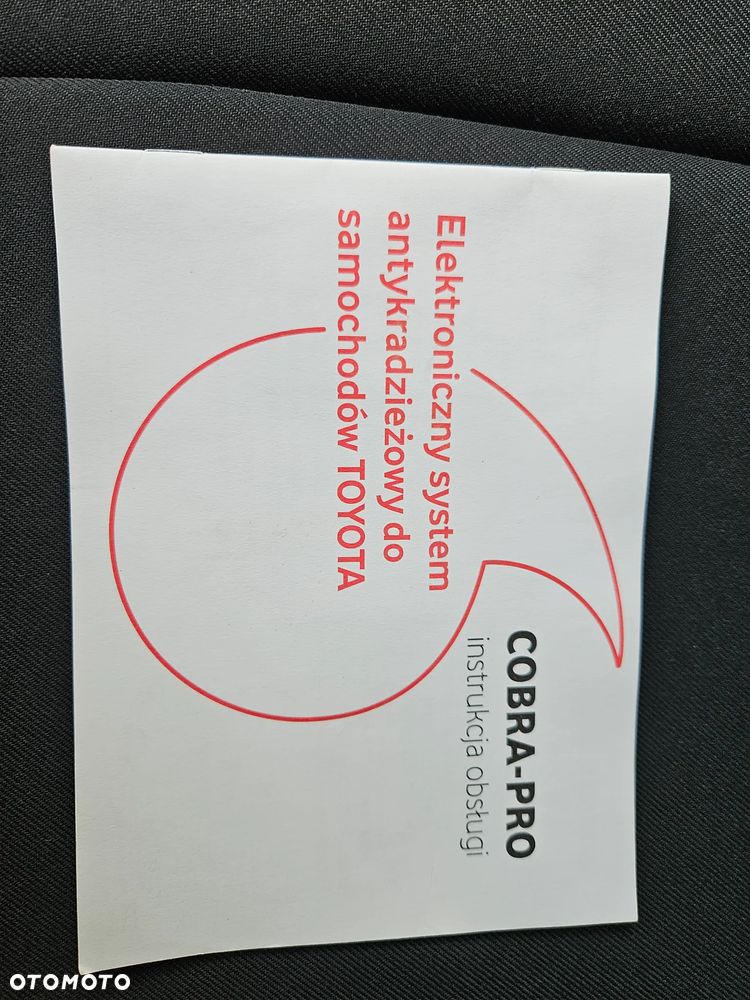 COBRA-PRO
instrukcja obsługi
Elektroniczny system
antykradzieżowy do
samochodów TOYOTA
OTOMOTO